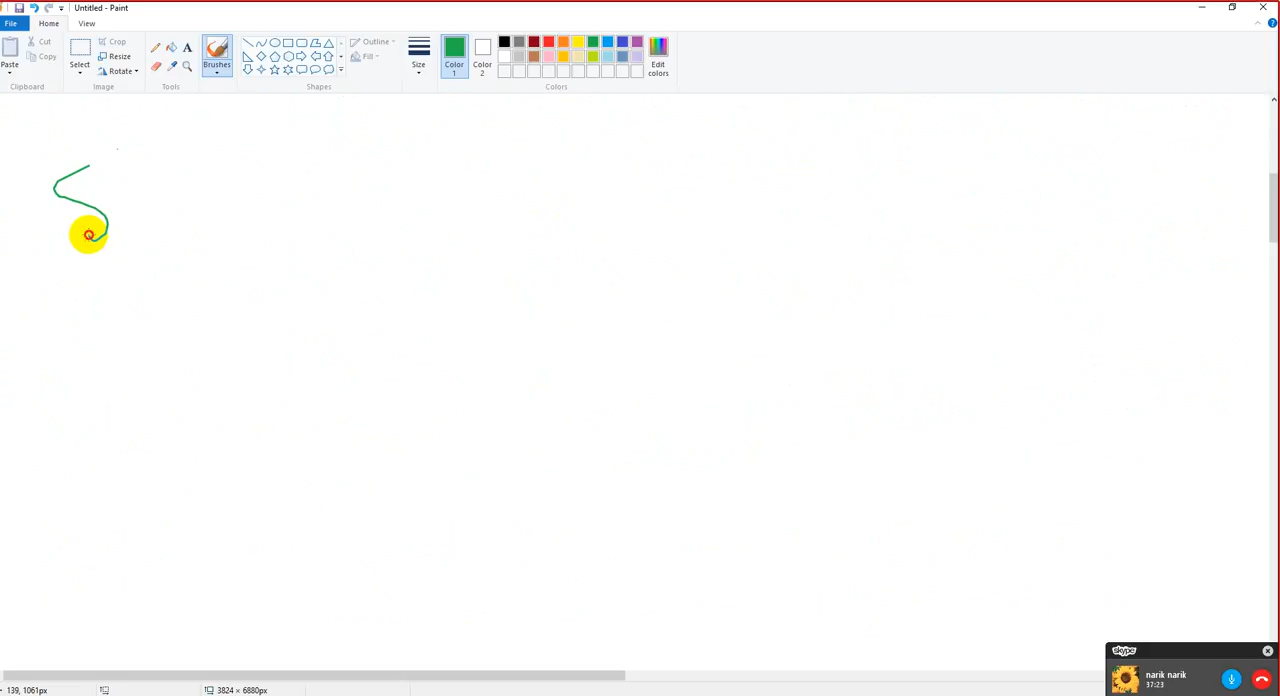 Untitled - Paint
File Home View
Paste
Cut
Copy
Clipboard
Select
Crop
Resize
Rotate
Image
A
Tools
Brushes
Shapes
Outline
Fill
Size
Color 1
Color 2
Edit colors
Colors
S
139, 1061px
3824 × 6880px
skype
narik narik
37:23